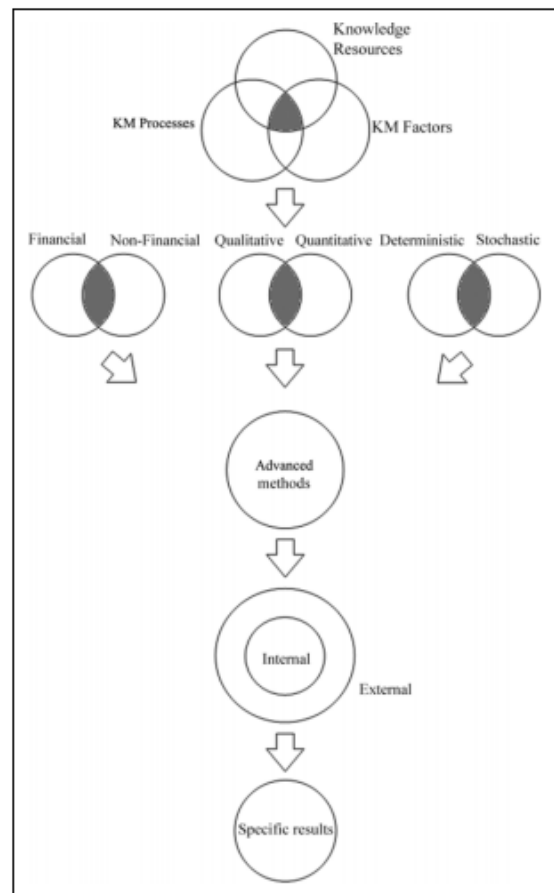 Knowledge
Resources
KM Processes
KM Factors
Financial
Non-Financial
Qualitative
Quantitative
Deterministic
Stochastic
Advanced
methods
Internal
External
Specific results